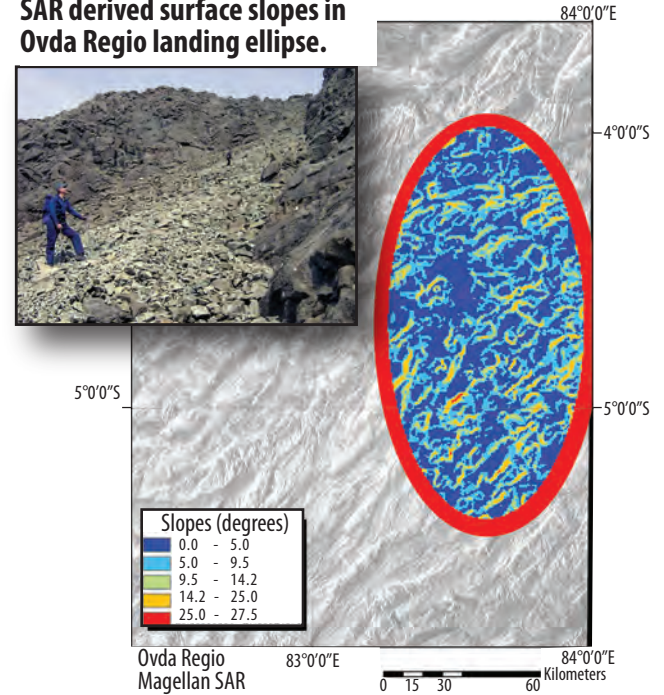 SAR derived surface slopes in
Ovda Regio landing ellipse.
84°0'0"E
4°0'0"S
5°0'0"S
5°0'0"S
Slopes (degrees)
0.0 - 5.0
5.0 - 9.5
9.5 - 14.2
14.2 - 25.0
25.0 - 27.5
Ovda Regio
Magellan SAR
83°0'0"E
84°0'0"E
0 15 30 60 Kilometers